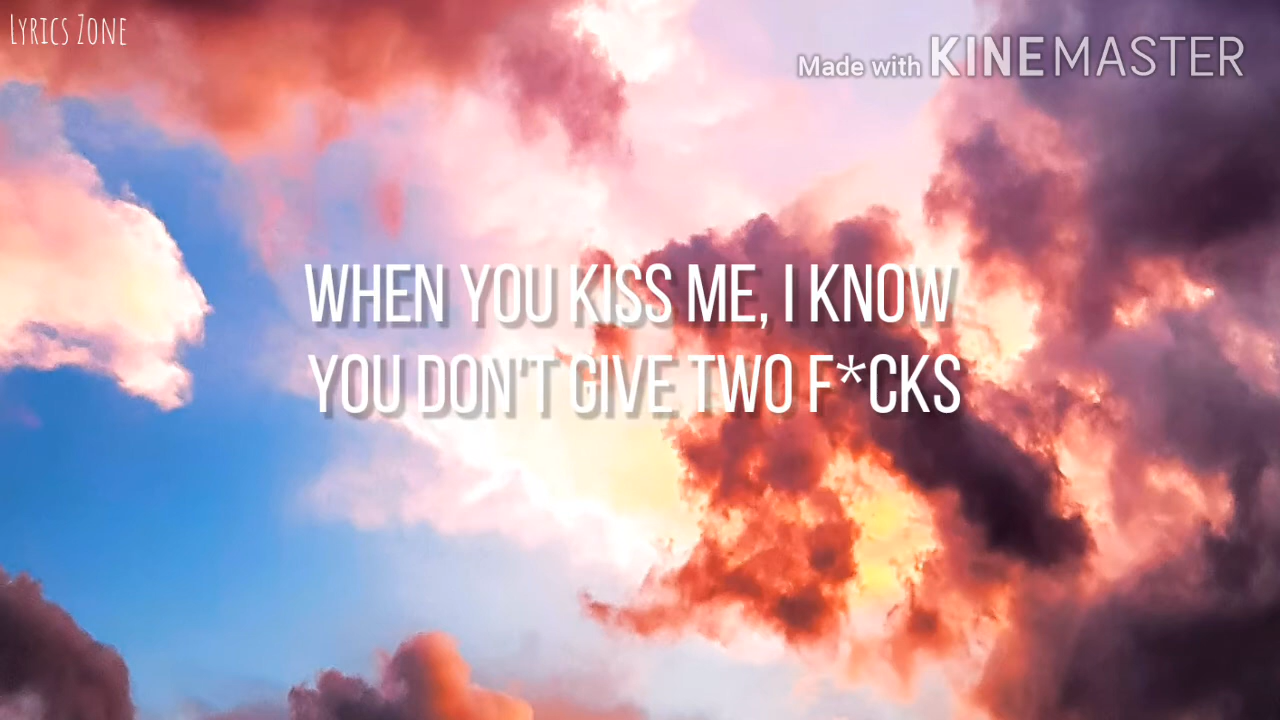 LYRICS ZONE
Made with KINEMASTER
WHEN YOU KISS ME, I KNOW
YOU DON'T GIVE TWO F*CKS